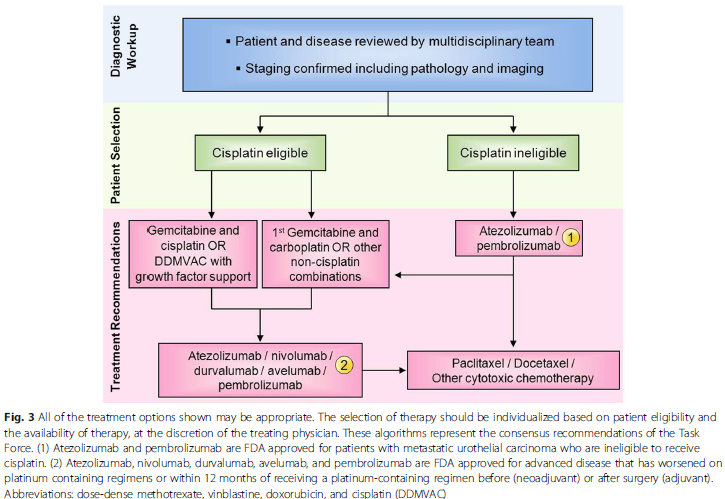 Diagnostic Workup
• Patient and disease reviewed by multidisciplinary team
• Staging confirmed including pathology and imaging
Patient Selection
Cisplatin eligible
Cisplatin ineligible
Treatment Recommendations
Gemcitabine and
cisplatin OR
DDMVAC with
growth factor support
1st Gemcitabine and
carboplatin OR other
non-cisplatin
combinations
Atezolizumab /
pembrolizumab
1
Atezolizumab / nivolumab /
durvalumab / avelumab /
pembrolizumab
2
Paclitaxel / Docetaxel /
Other cytotoxic chemotherapy
Fig. 3 All of the treatment options shown may be appropriate. The selection of therapy should be individualized based on patient eligibility and
the availability of therapy, at the discretion of the treating physician. These algorithms represent the consensus recommendations of the Task
Force. (1) Atezolizumab and pembrolizumab are FDA approved for patients with metastatic urothelial carcinoma who are ineligible to receive
cisplatin. (2) Atezolizumab, nivolumab, durvalumab, avelumab, and pembrolizumab are FDA approved for advanced disease that has worsened on
platinum containing regimens or within 12 months of receiving a platinum-containing regimen before (neoadjuvant) or after surgery (adjuvant).
Abbreviations: dose-dense methotrexate, vinblastine, doxorubicin, and cisplatin (DDMVAC)